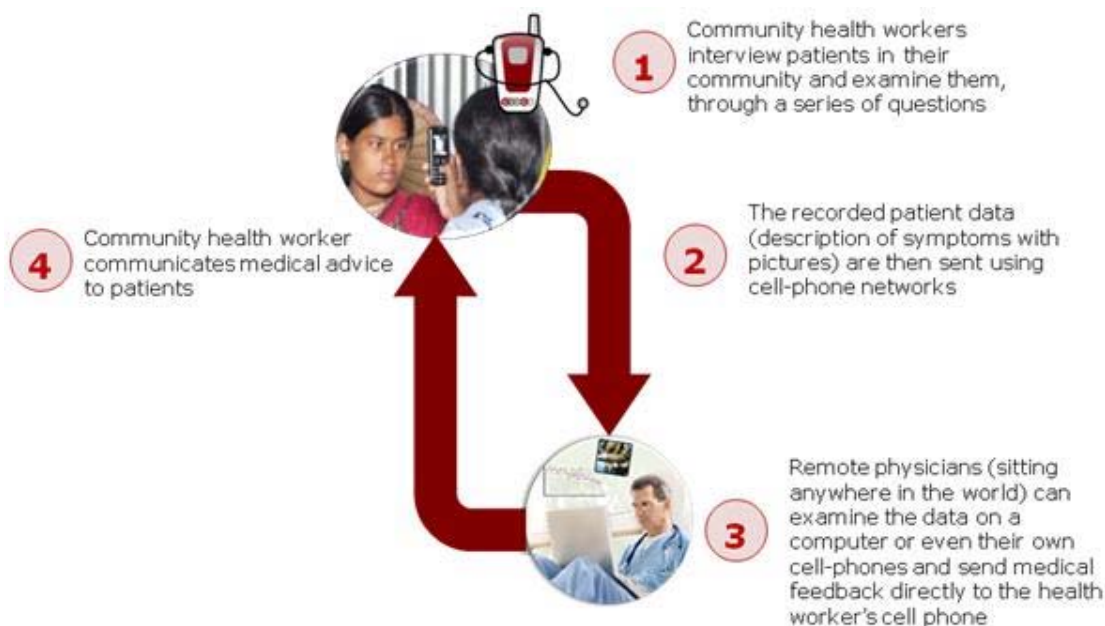 1
Community health workers
interview patients in their
community and examine them,
through a series of questions
2
The recorded patient data
(description of symptoms with
pictures) are then sent using
cell-phone networks
3
Remote physicians (sitting
anywhere in the world) can
examine the data on a
computer or even their own
cell-phones and send medical
feedback directly to the health
worker's cell phone
4
Community health worker
communicates medical advice
to patients